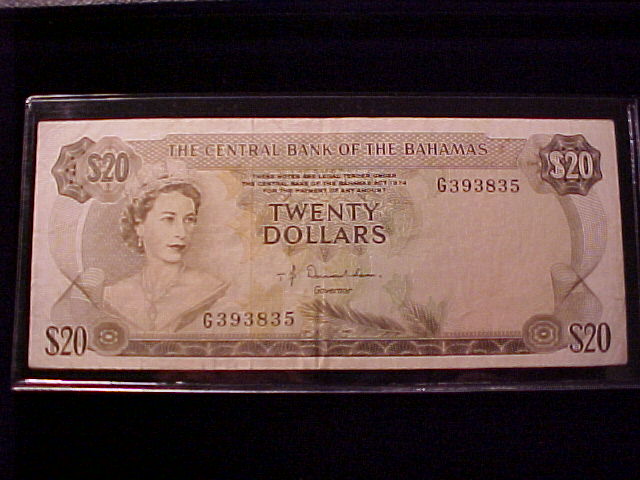 THE CENTRAL BANK OF THE BAHAMAS
$20
$20
THESE NOTES ARE LEGAL TENDER UNDER
THE CENTRAL BANK OF THE BAHAMAS ACT 1974
FOR THE PAYMENT OF ANY AMOUNT
G393835
TWENTY
DOLLARS
Governor
G393835
$20
$20